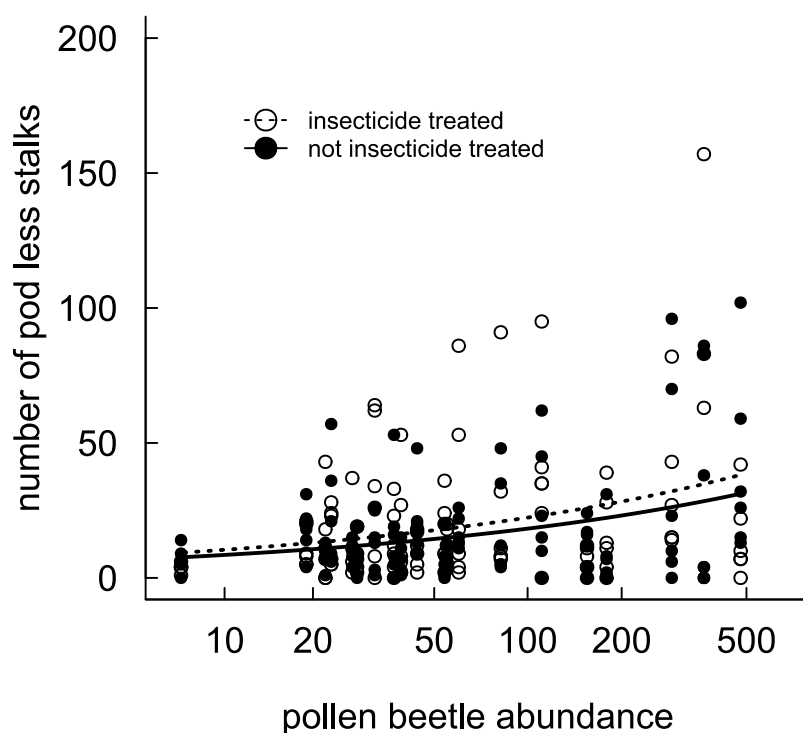 200
150
100
50
0
number of pod less stalks
insecticide treated
not insecticide treated
10 20 50 100 200 500
pollen beetle abundance